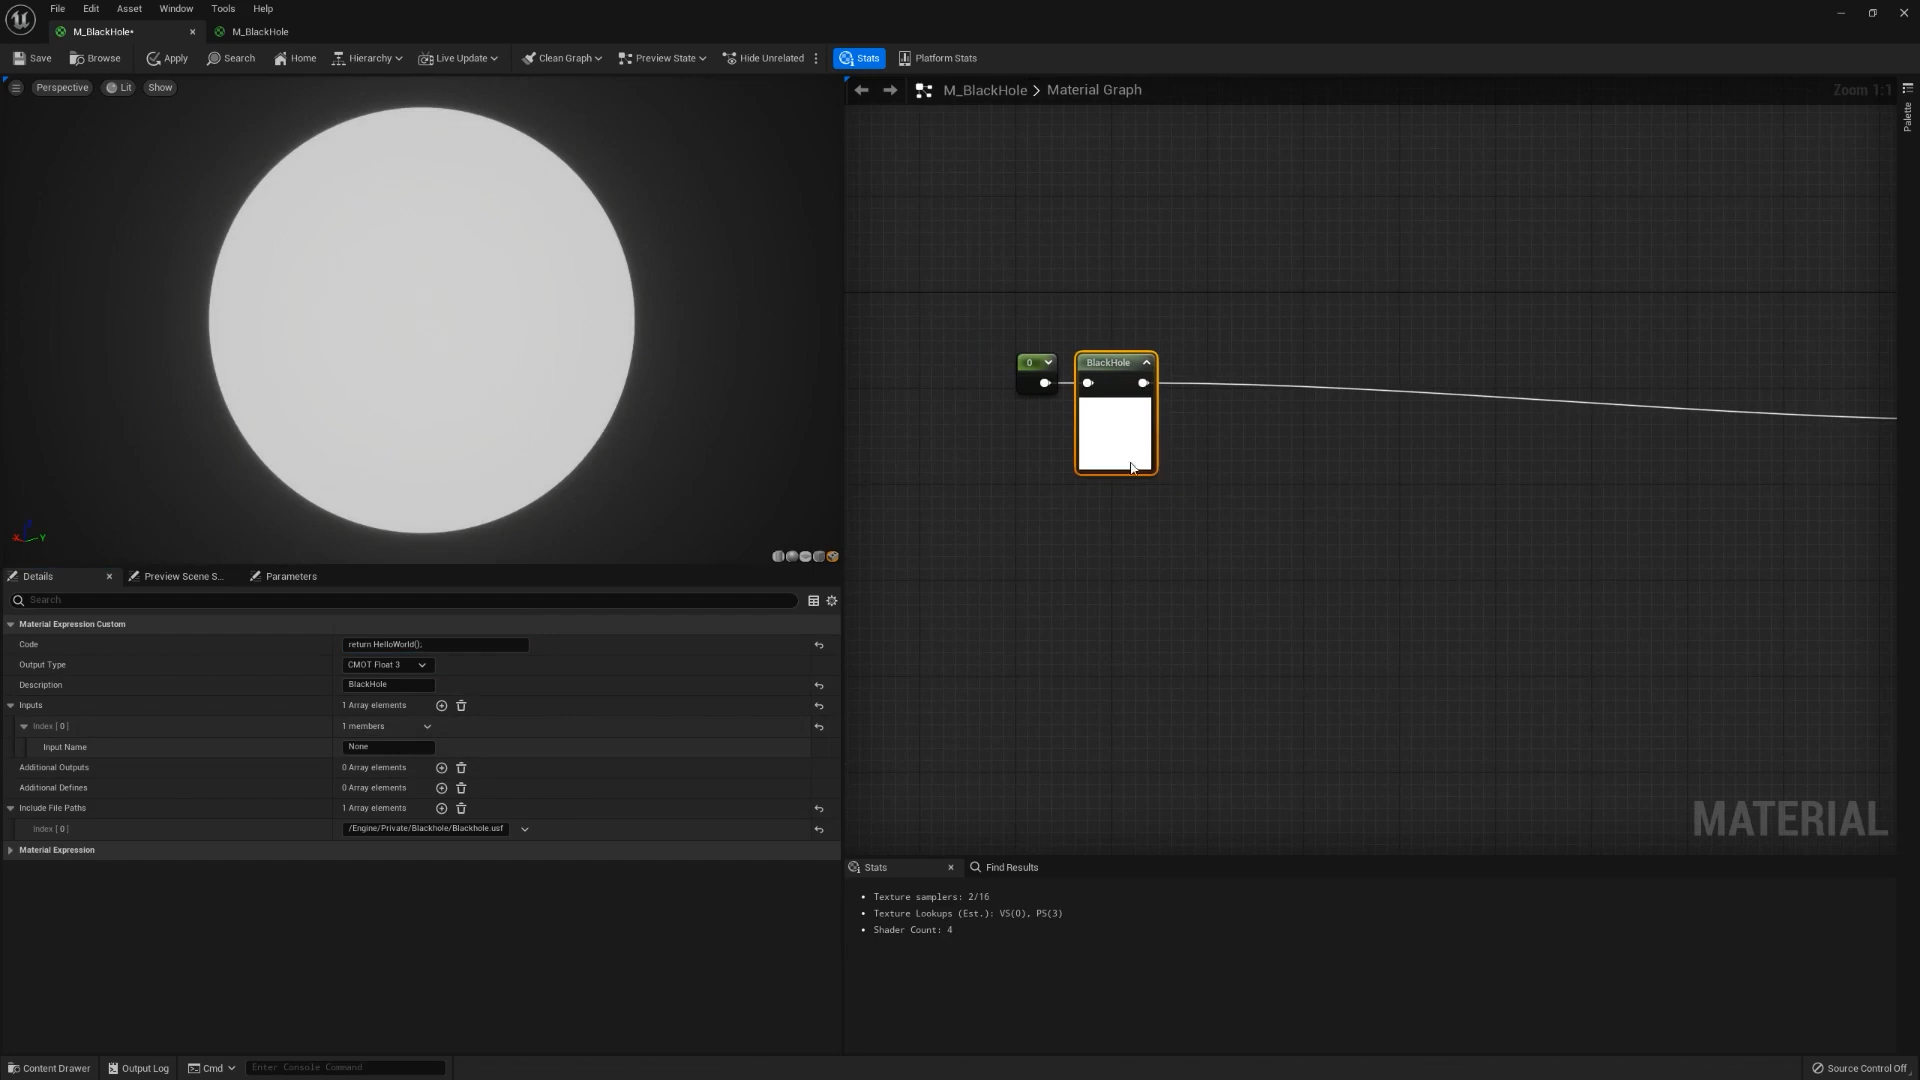 File Edit Asset Window Tools Help
M_BlackHole• M_BlackHole
Save Browse Apply Search Home Hierarchy Live Update Clean Graph Preview State Hide Unrelated Stats Platform Stats
Perspective Lit Show
M_BlackHole > Material Graph
Zoom 1:1
Palette
0
BlackHole
X Y
MATERIAL
Details Preview Scene S... Parameters
Search
Material Expression Custom
Code return HelloWorld();
Output Type CMOT Float 3
Description BlackHole
Inputs 1 Array elements
Index [ 0 ] 1 members
Input Name None
Additional Outputs 0 Array elements
Additional Defines 0 Array elements
Include File Paths 1 Array elements
Index [ 0 ] /Engine/Private/Blackhole/Blackhole.usf
Material Expression
Stats Find Results
• Texture samplers: 2/16
• Texture Lookups (Est.): VS(0), PS(3)
• Shader Count: 4
Content Drawer Output Log Cmd Enter Console Command Source Control Off